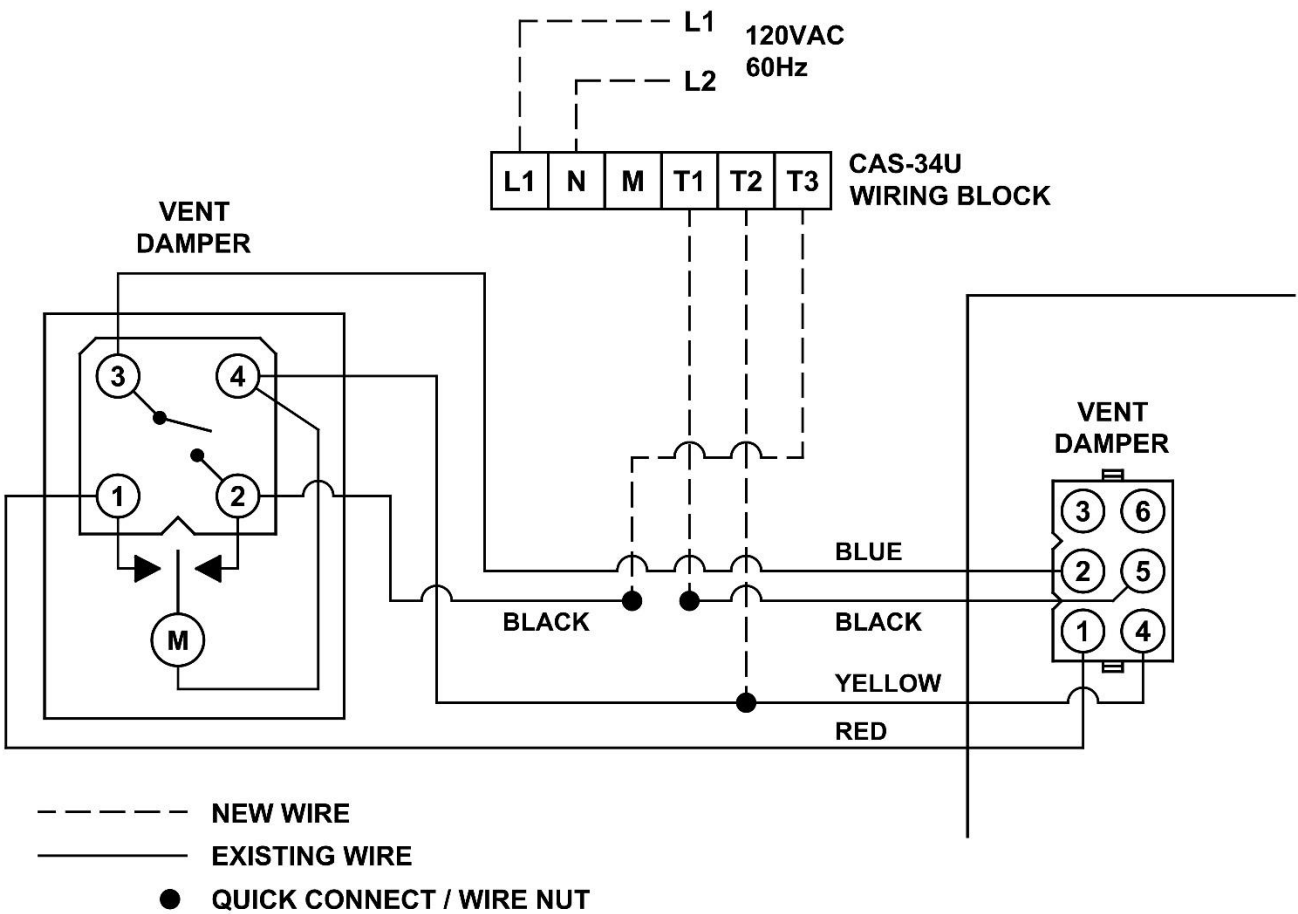 L1
120VAC
60Hz
L2
L1 N M T1 T2 T3
CAS-34U
WIRING BLOCK
VENT
DAMPER
3 4
1 2
M
VENT
DAMPER
3 6
2 5
1 4
BLUE
BLACK
BLACK
YELLOW
RED
NEW WIRE
EXISTING WIRE
QUICK CONNECT / WIRE NUT